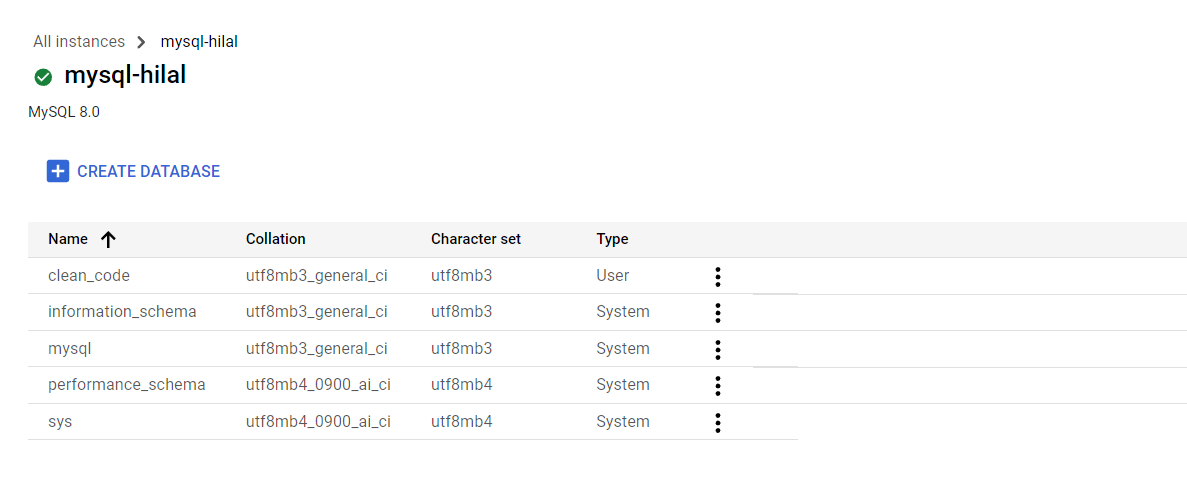 All instances > mysql-hilal
mysql-hilal
MySQL 8.0
CREATE DATABASE
Name Collation Character set Type
clean_code utf8mb3_general_ci utf8mb3 User
information_schema utf8mb3_general_ci utf8mb3 System
mysql utf8mb3_general_ci utf8mb3 System
performance_schema utf8mb4_0900_ai_ci utf8mb4 System
sys utf8mb4_0900_ai_ci utf8mb4 System